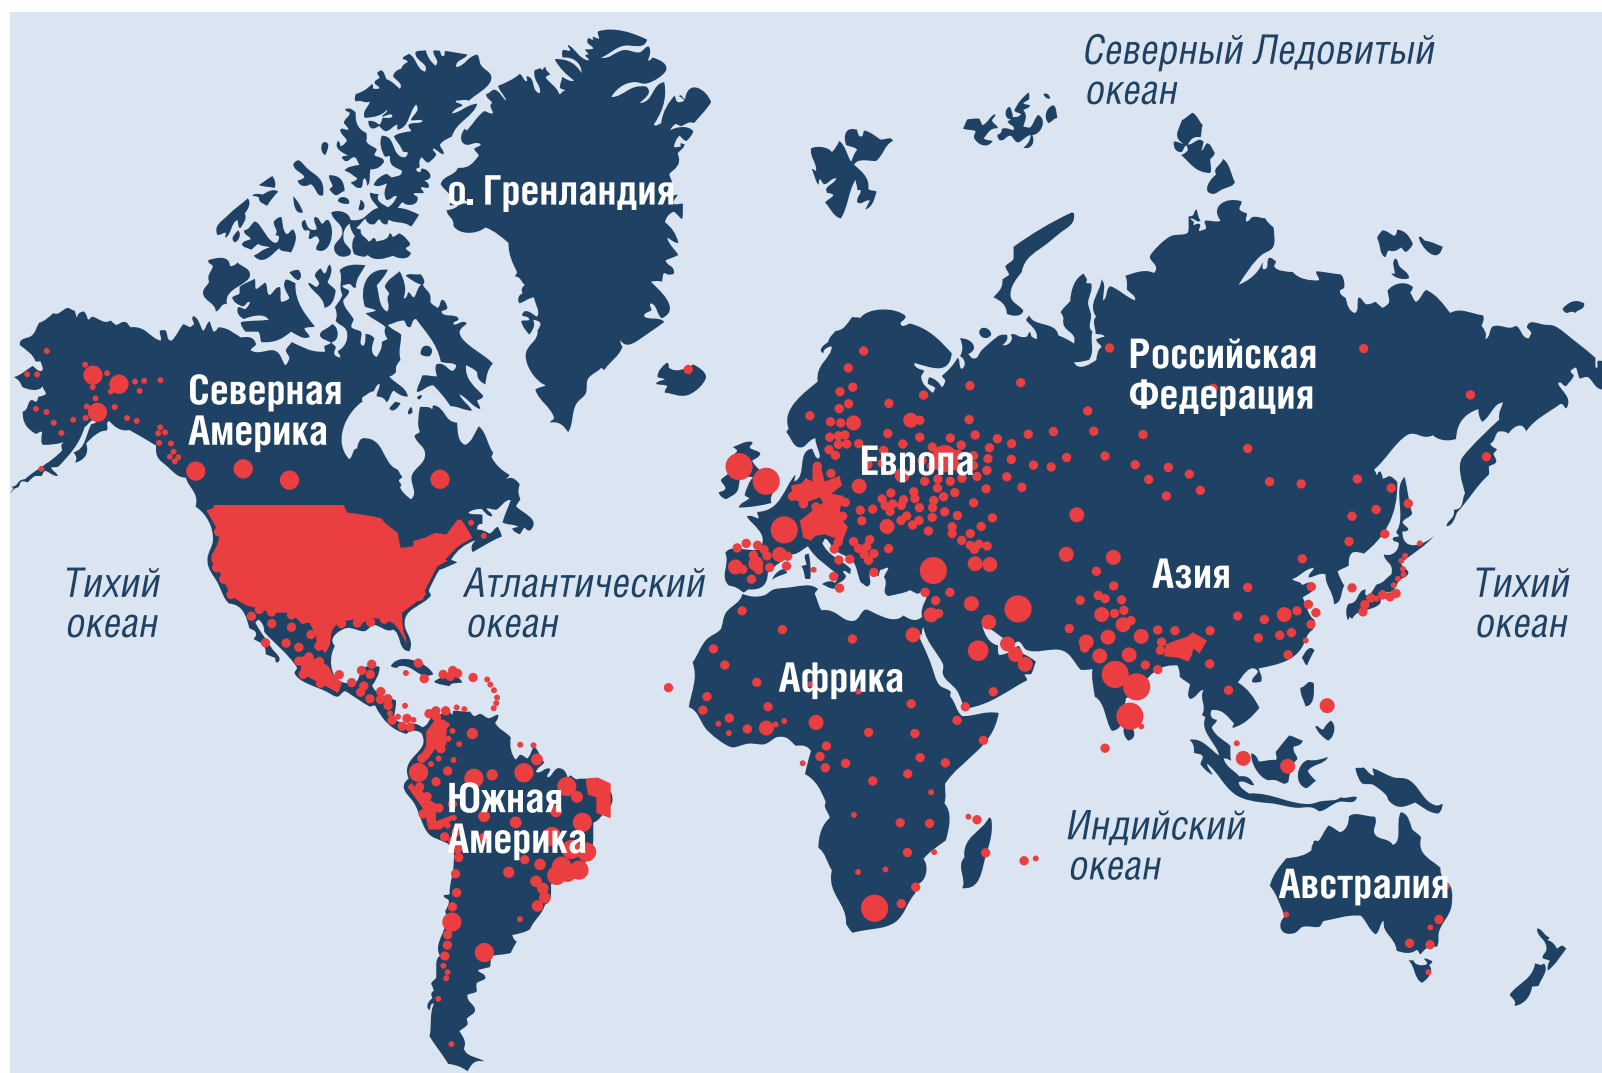 Северный Ледовитый
океан
о. Гренландия
Российская
Федерация
Северная
Америка
Европа
Тихий
океан
Атлантический
океан
Азия
Тихий
океан
Африка
Южная
Америка
Индийский
океан
Австралия